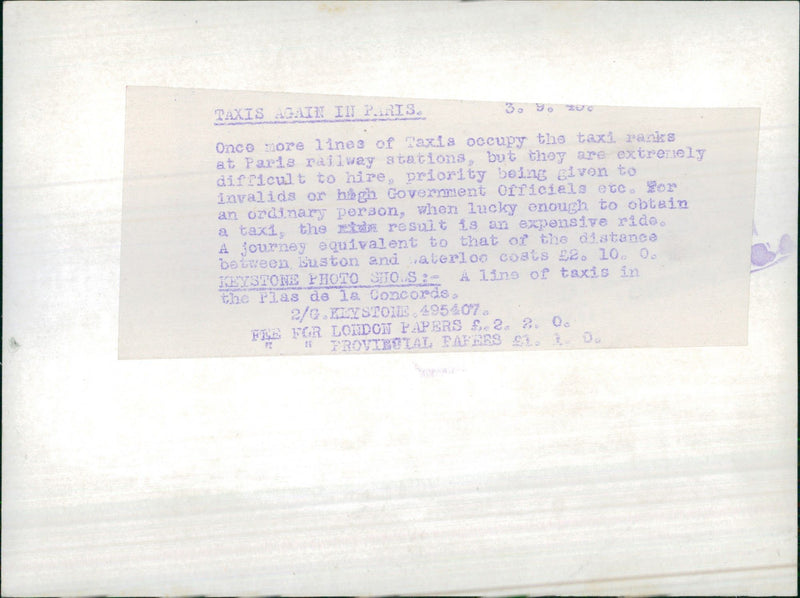 TAXIS AGAIN IN PARIS. 3. 9. 45.
Once more lines of Taxis occupy the taxi ranks
at Paris railway stations, but they are extremely
difficult to hire, priority being given to
invalids or high Government Officials etc. For
an ordinary person, when lucky enough to obtain
a taxi, the result is an expensive ride.
A journey equivalent to that of the distance
between Euston and Waterloo costs £2. 10. 0.
KEYSTONE PHOTO SHOWS:- A line of taxis in
the Plas de la Concorde.
2/G.KEYSTONE.495407.
FEE FOR LONDON PAPERS £.2. 2. 0.
" " PROVINCIAL PAPERS £1. 1. 0.